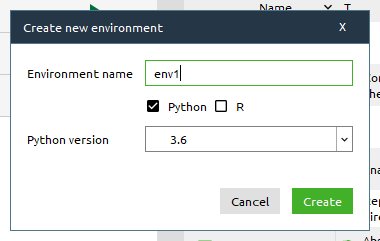 Name T
Create new environment X
Environment name env1
Python R
Python version 3.6
Cancel Create